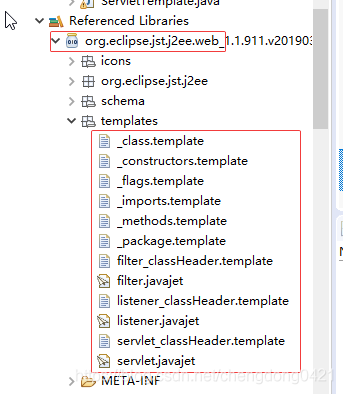 ServletTemplate.java
Referenced Libraries
org.eclipse.jst.j2ee.web_1.1.911.v20190
icons
org.eclipse.jst.j2ee
schema
templates
_class.template
_constructors.template
_flags.template
_imports.template
_methods.template
_package.template
filter_classHeader.template
filter.javajet
listener_classHeader.template
listener.javajet
servlet_classHeader.template
servlet.javajet
META-INF